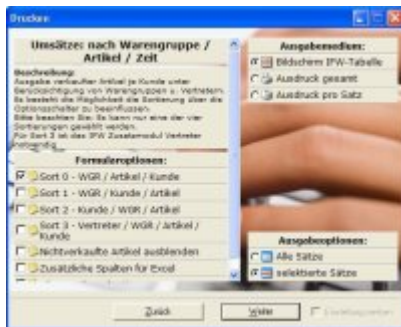 Drucken
Umsätze: nach Warengruppe /
Artikel / Zeit
Beschreibung:
Ausgabe verkaufter Artikel je Kunde unter
Berücksichtigung von Warengruppen u. Vertretern
Es besteht die Möglichkeit die Sortierung über die
Optionsschalter zu beeinflussen.
Bitte beachten Sie: Es kann nur eine der vier
Sortierungen gewählt werden.
Für Sort 3 ist das IFW Zusatzmodul Vertreter
notwendig
Formularoptionen:
Sort 0 - WGR / Artikel / Kunde
Sort 1 - WGR / Kunde / Artikel
Sort 2 - Kunde / WGR / Artikel
Sort 3 - Vertreter / WGR / Artikel /
Kunde
Nichtverkaufte Artikel ausblenden
Zusätzliche Spalten für Excel
Ausgabemedium:
Bildschirm IFW-Tabelle
Ausdruck gesamt
Ausdruck pro Satz
Ausgabeoptionen:
Alle Sätze
selektierte Sätze
Zurück
Weiter